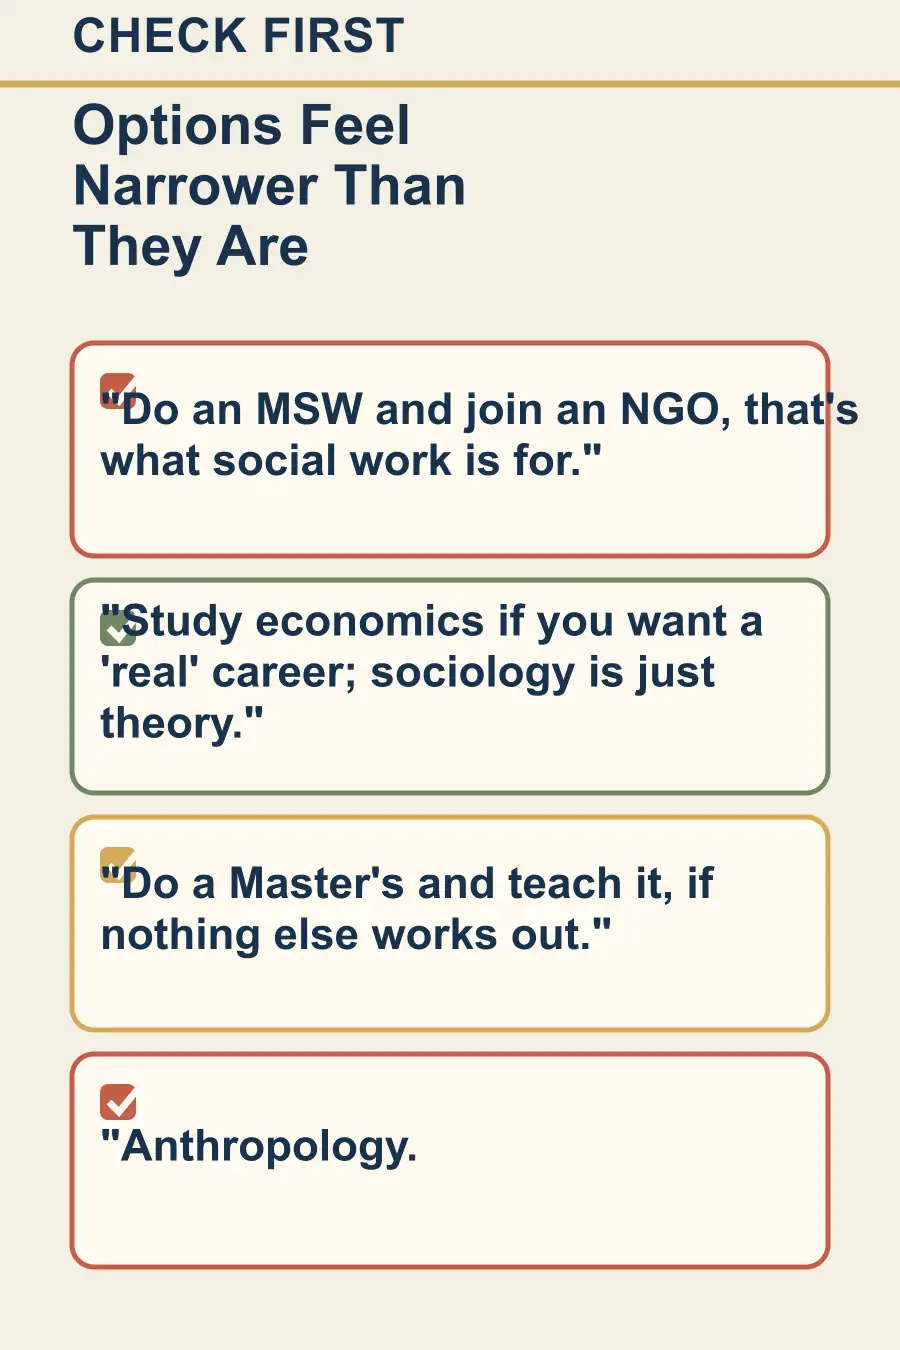 CHECK FIRST
Options Feel
Narrower Than
They Are
"Do an MSW and join an NGO, that's
what social work is for."
"Study economics if you want a
'real' career; sociology is just
theory."
"Do a Master's and teach it, if
nothing else works out."
"Anthropology.